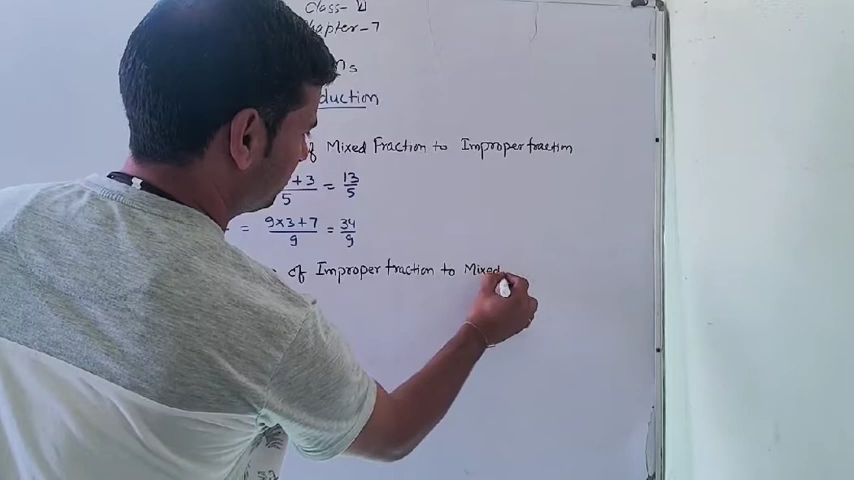 Class- VI
Chapter-7
ns
duction
of Mixed Fraction to Improper fraction
+3 / 5 = 13 / 5
= 9×3+7 / 9 = 34 / 9
of Improper fraction to Mixed